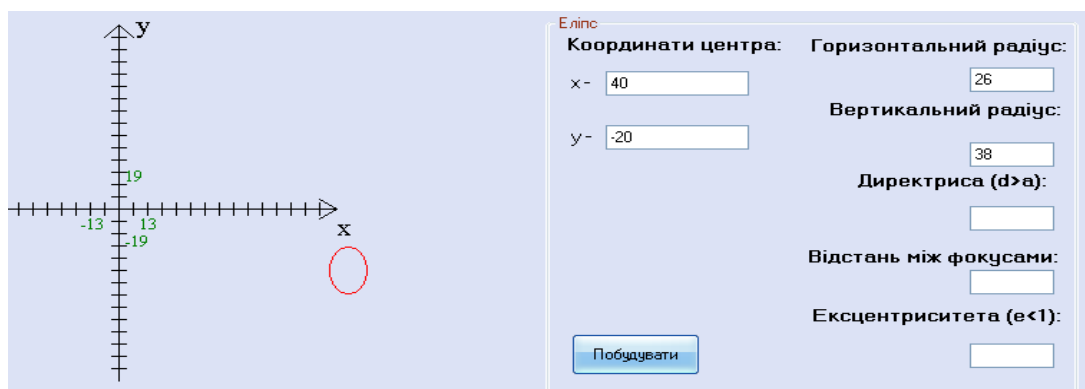 y
19
-13
13
x
-19
Еліпс
Координати центра:
x -
40
y -
-20
Горизонтальний радіус:
26
Вертикальний радіус:
38
Директриса (d>a):
Відстань між фокусами:
Ексцентриситета (e<1):
Побудувати